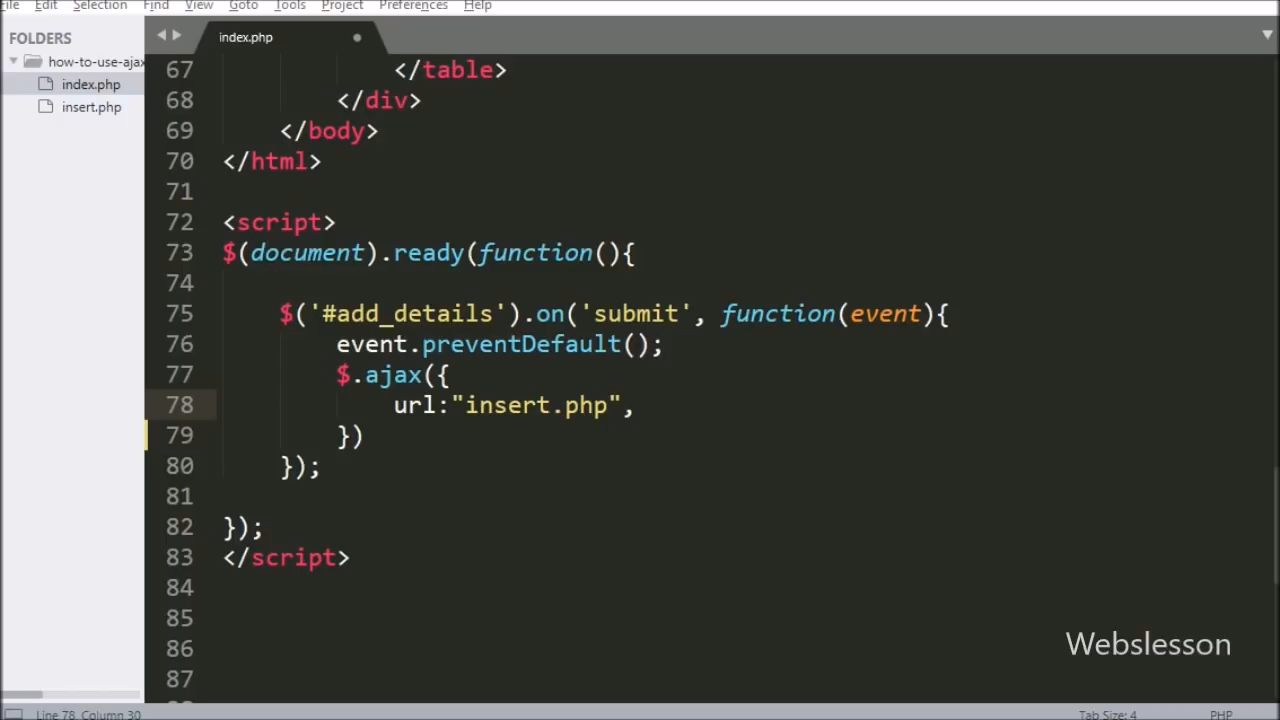 File Edit Selection Find View Goto Tools Project Preferences Help
FOLDERS
how-to-use-ajax
index.php
insert.php
index.php
67 </table>
68 </div>
69 </body>
70 </html>
71
72 <script>
73 $(document).ready(function(){
74
75 $('#add_details').on('submit', function(event){
76 event.preventDefault();
77 $.ajax({
78 url:"insert.php",
79 })
80 });
81
82 });
83 </script>
84
85
86
87
Webslesson
Line 78, Column 30 Tab Size: 4 PHP